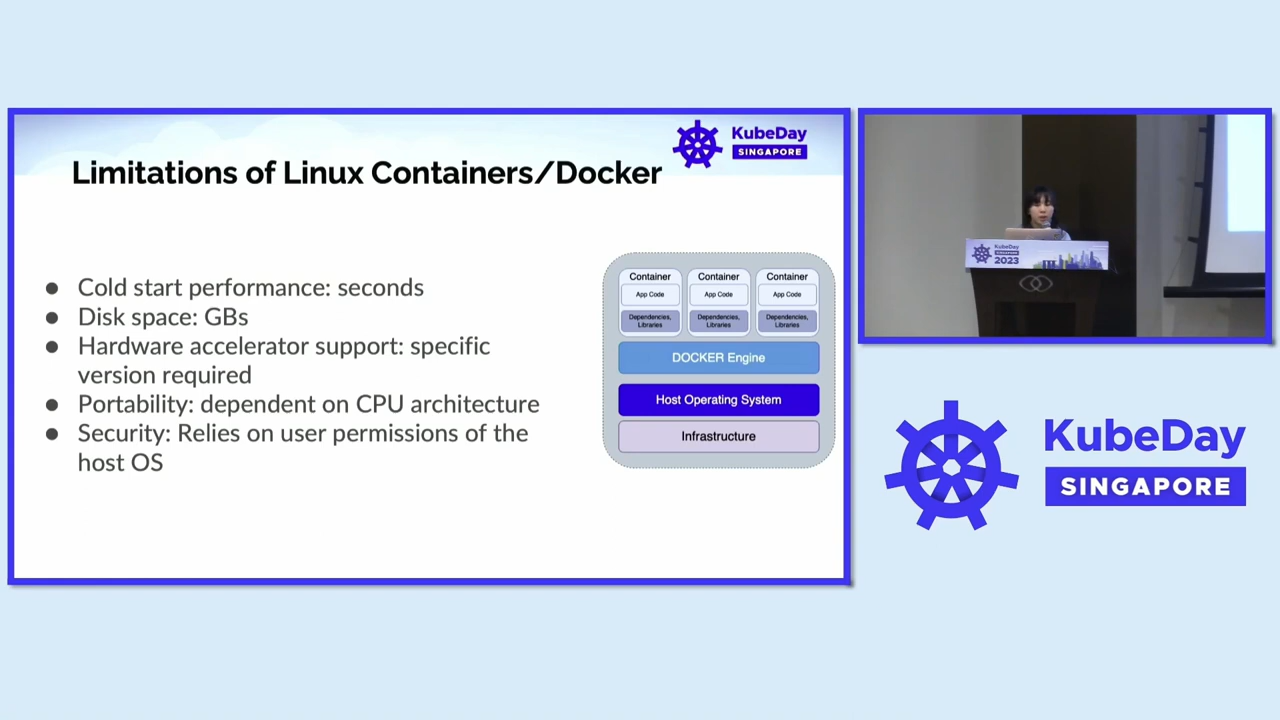 KubeDay
SINGAPORE
Limitations of Linux Containers/Docker
● Cold start performance: seconds
● Disk space: GBs
● Hardware accelerator support: specific
version required
● Portability: dependent on CPU architecture
● Security: Relies on user permissions of the
host OS
Container Container Container
App Code App Code App Code
Dependencies, Dependencies, Dependencies,
Libraries Libraries Libraries
DOCKER Engine
Host Operating System
Infrastructure
KubeDay
SINGAPORE
2023
KubeDay
SINGAPORE